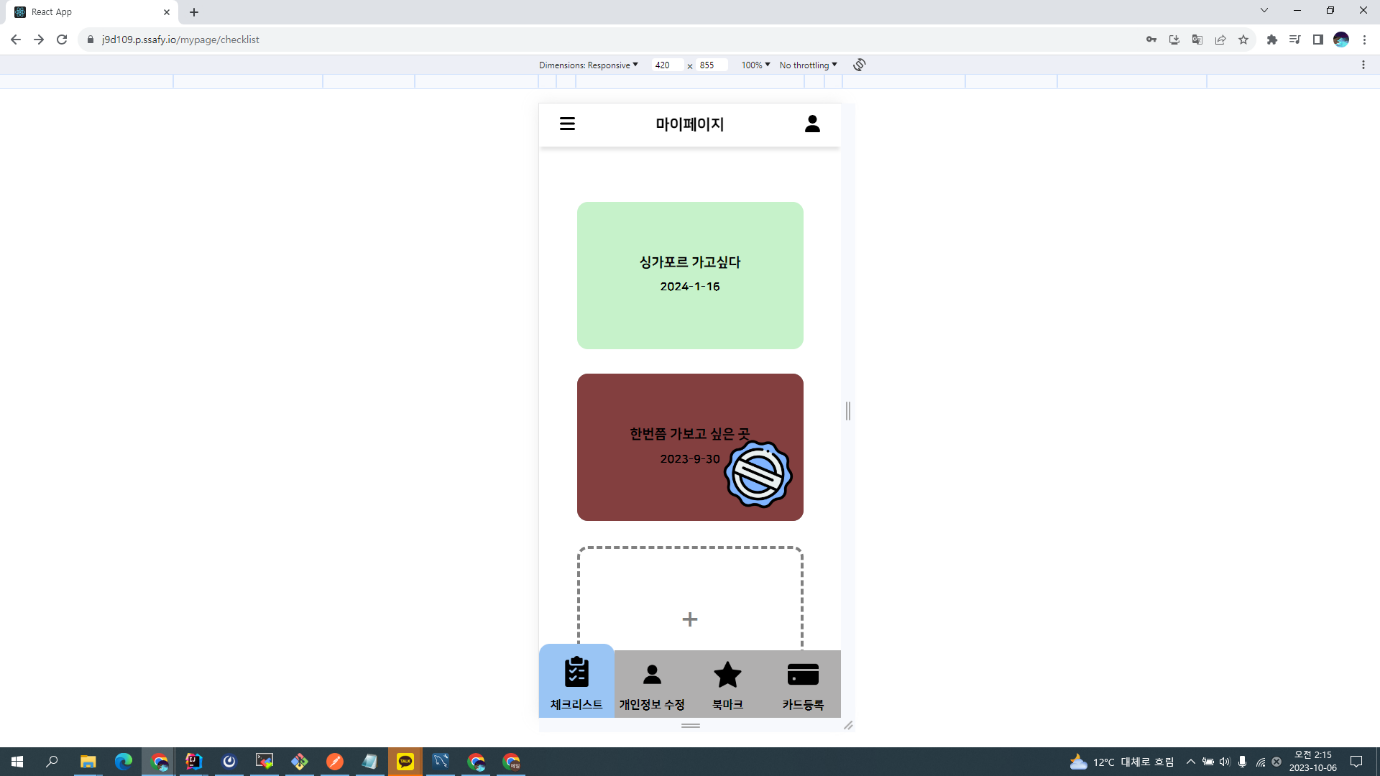 React App
j9d109.p.ssafy.io/mypage/checklist
Dimensions: Responsive 420 x 855 100% No throttling
마이페이지
싱가포르 가고싶다
2024-1-16
한번쯤 가보고 싶은 곳
2023-9-30
+
체크리스트 개인정보 수정 북마크 카드등록
12°C 대체로 흐림
오전 2:15
2023-10-06
TALK